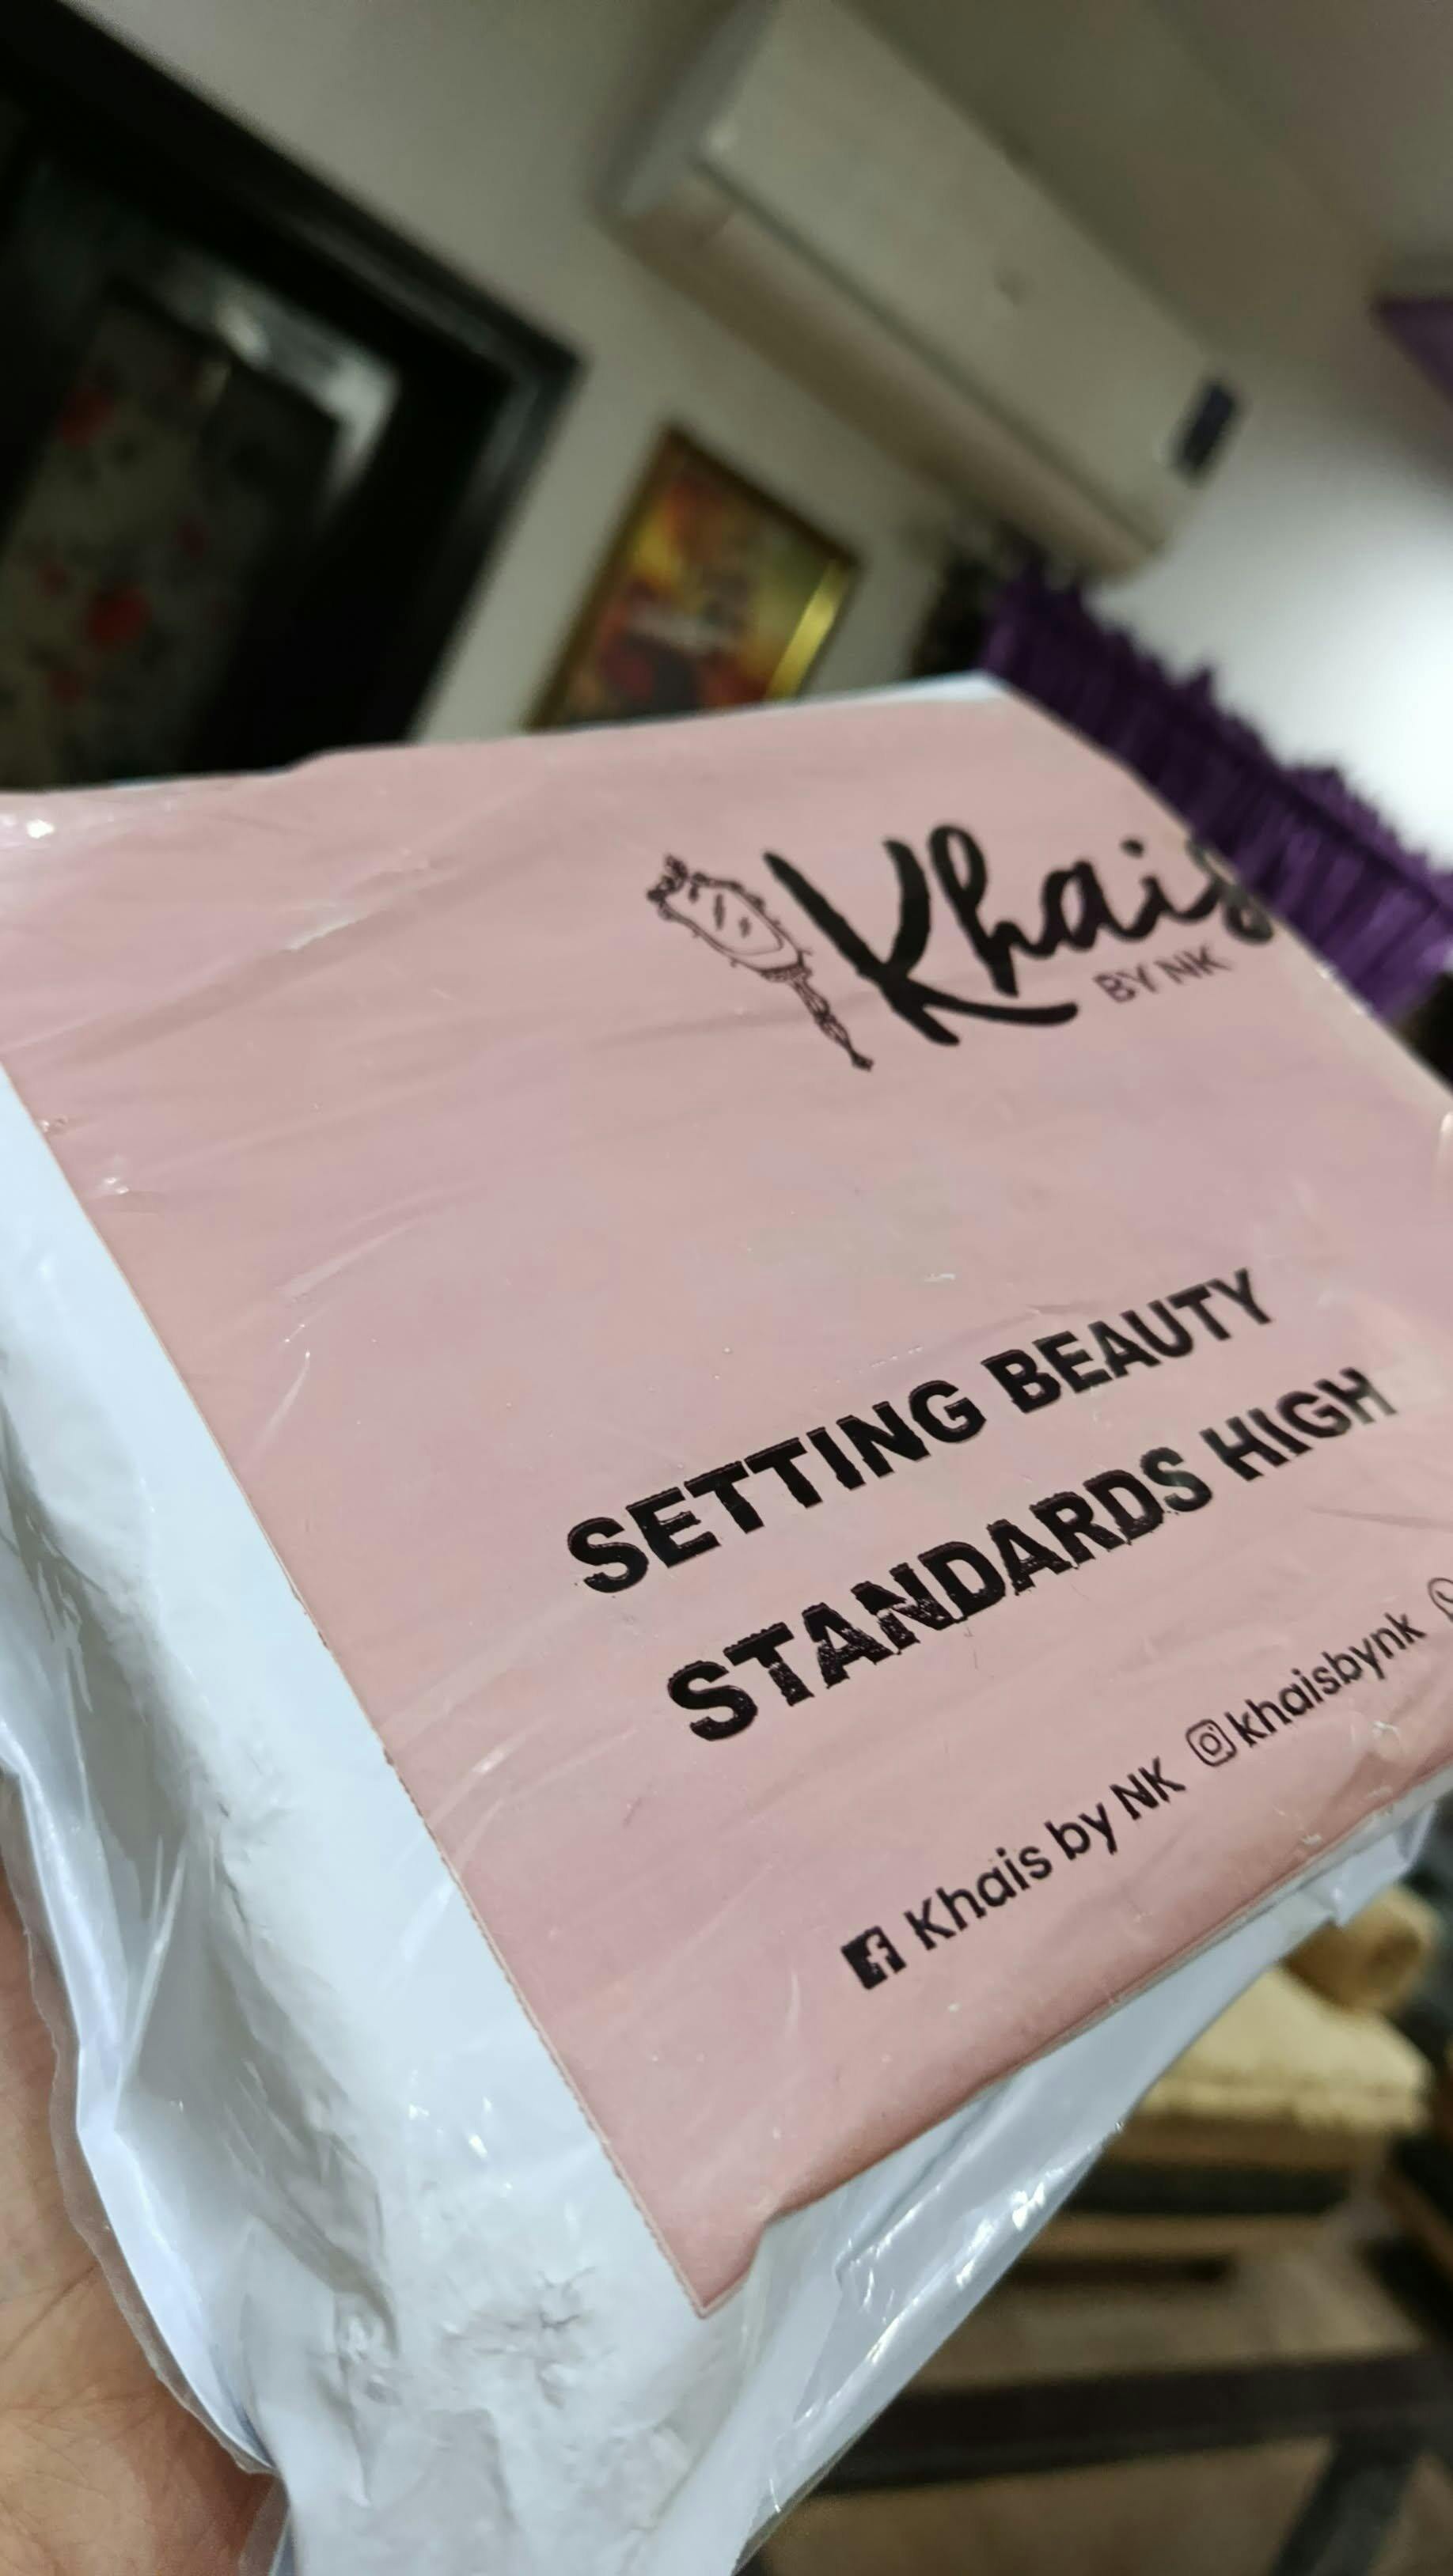 Khais
BY NK
SETTING BEAUTY
STANDARDS HIGH
Khais by NK khaisbynk